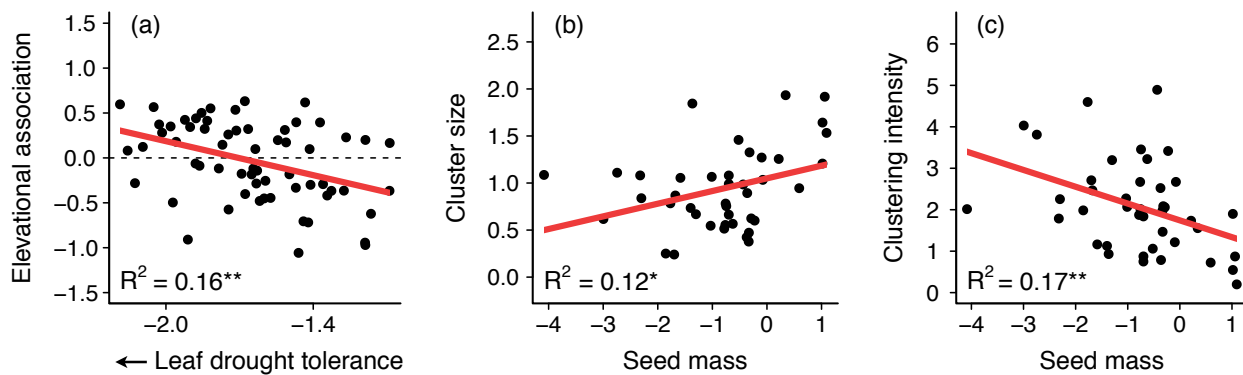 (a)
Elevational association
1.5
1.0
0.5
0.0
−0.5
−1.0
−1.5
R² = 0.16**
−2.0
−1.4
← Leaf drought tolerance
(b)
Cluster size
2.5
2.0
1.5
1.0
0.5
0.0
R² = 0.12*
−4
−3
−2
−1
0
1
Seed mass
(c)
Clustering intensity
6
5
4
3
2
1
0
R² = 0.17**
−4
−3
−2
−1
0
1
Seed mass